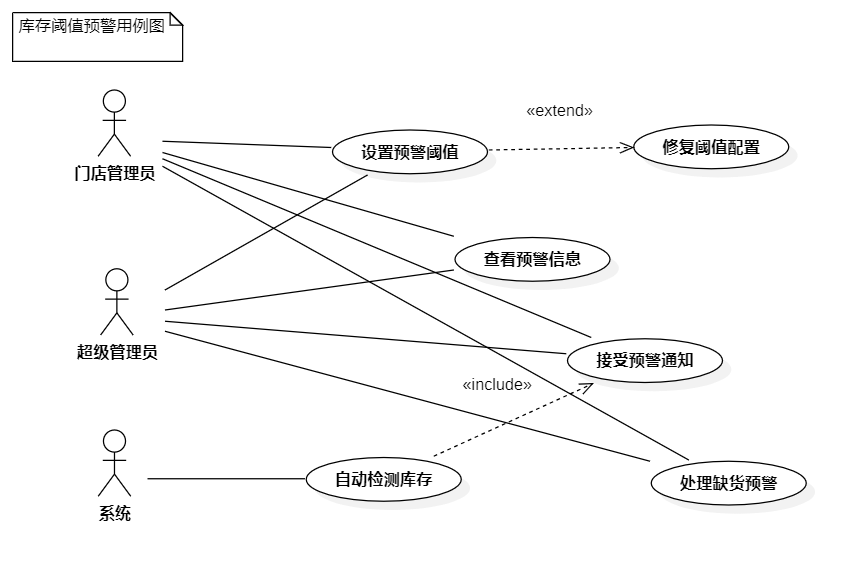 库存阈值预警用例图
«extend»
设置预警阈值
修复阈值配置
门店管理员
查看预警信息
超级管理员
接受预警通知
«include»
自动检测库存
处理缺货预警
系统